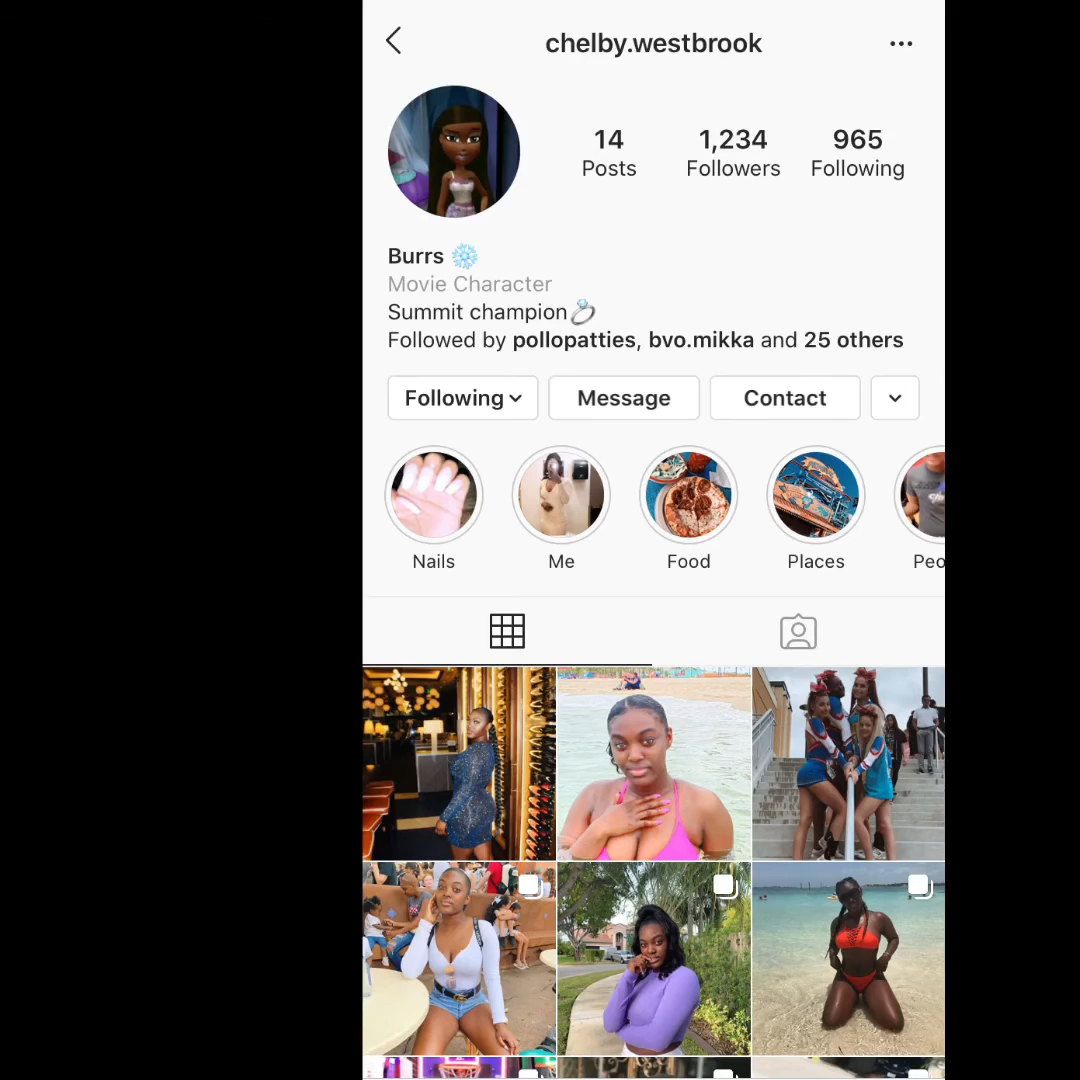 chelby.westbrook
14 1,234 965
Posts Followers Following
Burrs
Movie Character
Summit champion
Followed by pollopatties, bvo.mikka and 25 others
Following Message Contact
Nails Me Food Places Peo